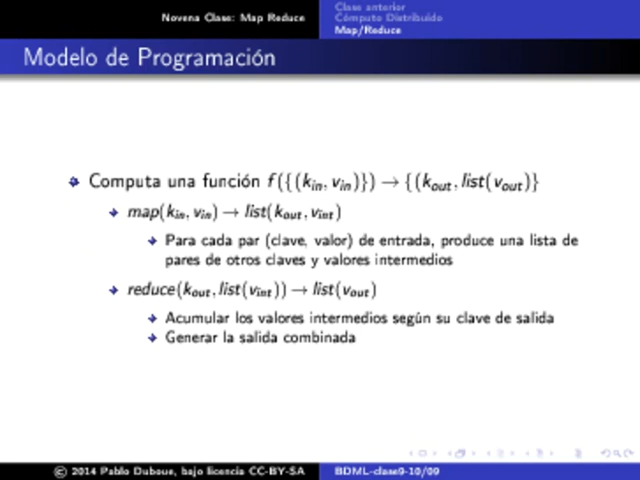 Novena Clase: Map Reduce
Clase anterior
Cómputo Distribuido
Map/Reduce
Modelo de Programación
Computa una función f({(k_in, v_in)}) → {(k_out, list(v_out)}
map(k_in, v_in) → list(k_out, v_int)
Para cada par (clave, valor) de entrada, produce una lista de
pares de otros claves y valores intermedios
reduce(k_out, list(v_int)) → list(v_out)
Acumular los valores intermedios según su clave de salida
Generar la salida combinada
© 2014 Pablo Duboue, bajo licencia CC-BY-SA
BDML-clase9-10/09